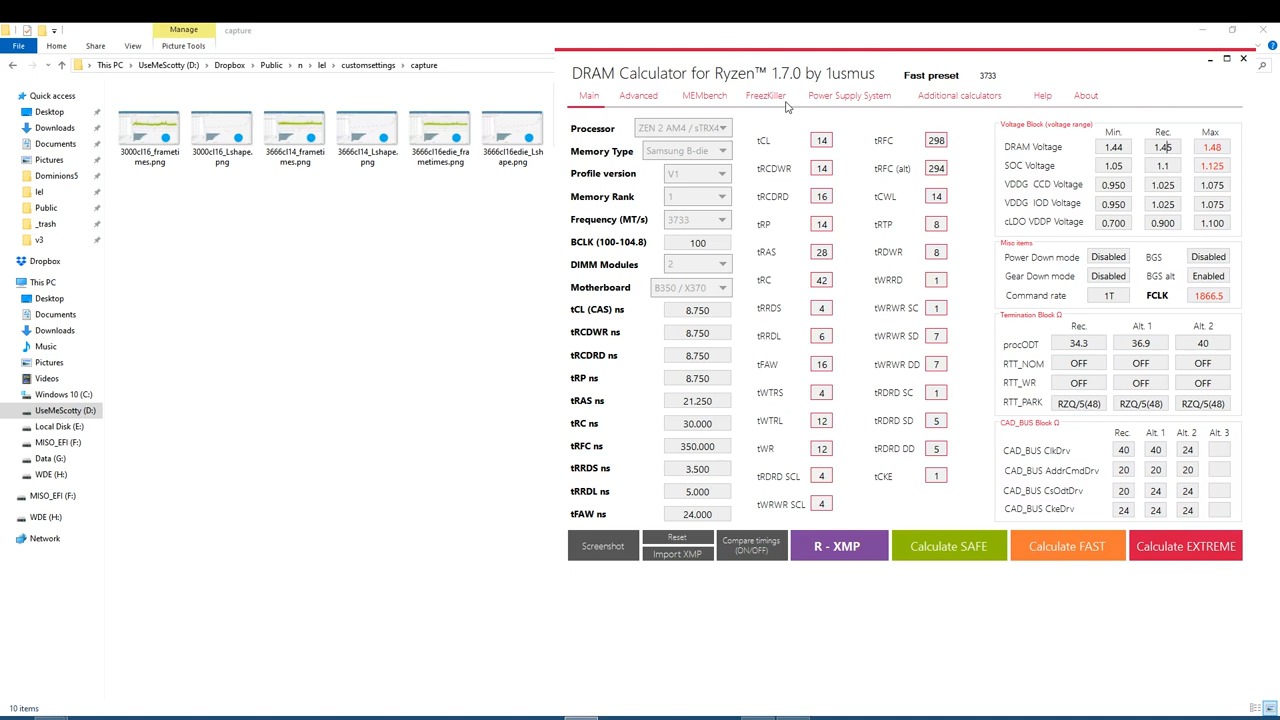 Manage
capture
File
Home
Share
View
Picture Tools
This PC
UseMeScotty (D:)
Dropbox
Public
n
lel
customsettings
capture
Quick access
Desktop
Downloads
Documents
Pictures
Dominions5
lel
Public
_trash
v3
Dropbox
This PC
Desktop
Documents
Downloads
Music
Pictures
Videos
Windows 10 (C:)
UseMeScotty (D:)
Local Disk (E:)
MISO_EFI (F:)
Data (G:)
WDE (H:)
MISO_EFI (F:)
WDE (H:)
Network
10 items
3000cl16_frameti
mes.png
3000cl16_Lshape.
png
3666cl14_frameti
mes.png
3666cl14_Lshape.
png
3666cl16edie_fra
metimes.png
3666cl16edie_Lsh
ape.png
DRAM Calculator for Ryzen™ 1.7.0 by 1usmus
Fast preset 3733
Main Advanced MEMbench FreezKiller Power Supply System Additional calculators Help About
Processor ZEN 2 AM4 / sTRX4
Memory Type Samsung B-die
Profile version V1
Memory Rank 1
Frequency (MT/s) 3733
BCLK (100-104.8) 100
DIMM Modules 2
Motherboard B350 / X370
tCL (CAS) ns 8.750
tRCDWR ns 8.750
tRCDRD ns 8.750
tRP ns 8.750
tRAS ns 21.250
tRC ns 30.000
tRFC ns 350.000
tRRDS ns 3.500
tRRDL ns 5.000
tFAW ns 24.000
tCL 14
tRCDWR 14
tRCDRD 16
tRP 14
tRAS 28
tRC 42
tRRDS 4
tRRDL 6
tFAW 16
tWTRS 4
tWTRL 12
tWR 12
tRDRD SCL 4
tWRWR SCL 4
tRFC 298
tRFC (alt) 294
tCWL 14
tRTP 8
tRDWR 8
tWRRD 1
tWRWR SC 1
tWRWR SD 7
tWRWR DD 7
tRDRD SC 1
tRDRD SD 5
tRDRD DD 5
tCKE 1
Voltage Block (voltage range)
Min. Rec. Max
DRAM Voltage 1.44 1.45 1.48
SOC Voltage 1.05 1.1 1.125
VDDG CCD Voltage 0.950 1.025 1.075
VDDG IOD Voltage 0.950 1.025 1.075
cLDO VDDP Voltage 0.700 0.900 1.100
Misc items
Power Down mode Disabled BGS Disabled
Gear Down mode Disabled BGS alt Enabled
Command rate 1T FCLK 1866.5
Termination Block Ω
Rec. Alt. 1 Alt. 2
procODT 34.3 36.9 40
RTT_NOM OFF OFF OFF
RTT_WR OFF OFF OFF
RTT_PARK RZQ/5(48) RZQ/5(48) RZQ/5(48)
CAD_BUS Block Ω
Rec. Alt. 1 Alt. 2 Alt. 3
CAD_BUS ClkDrv 40 40 24
CAD_BUS AddrCmdDrv 20 20 24
CAD_BUS CsOdtDrv 20 24 24
CAD_BUS CkeDrv 24 24 24
Screenshot
Reset
Import XMP
Compare timings
(ON/OFF)
R - XMP
Calculate SAFE
Calculate FAST
Calculate EXTREME